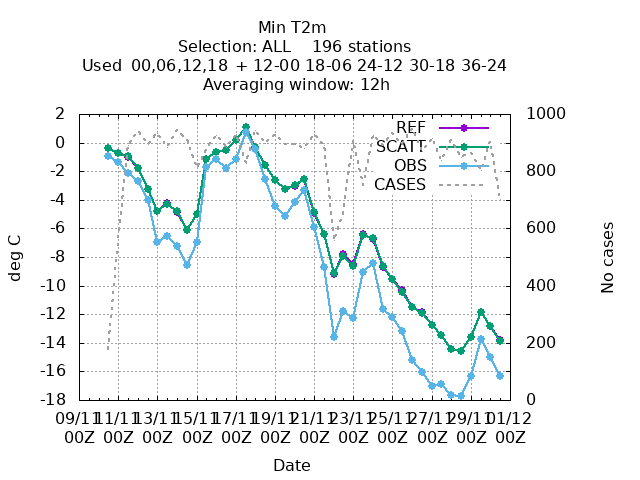 Min T2m
Selection: ALL    196 stations
Used  00,06,12,18 + 12-00 18-06 24-12 30-18 36-24
Averaging window: 12h
2
0
-2
-4
-6
-8
-10
-12
-14
-16
-18
1000
800
600
400
200
0
REF
SCATT
OBS
CASES
deg C
No cases
09/11 11/11 13/11 15/11 17/11 19/11 21/11 23/11 25/11 27/11 29/11 01/12
00Z 00Z 00Z 00Z 00Z 00Z 00Z 00Z 00Z 00Z 00Z 00Z
Date